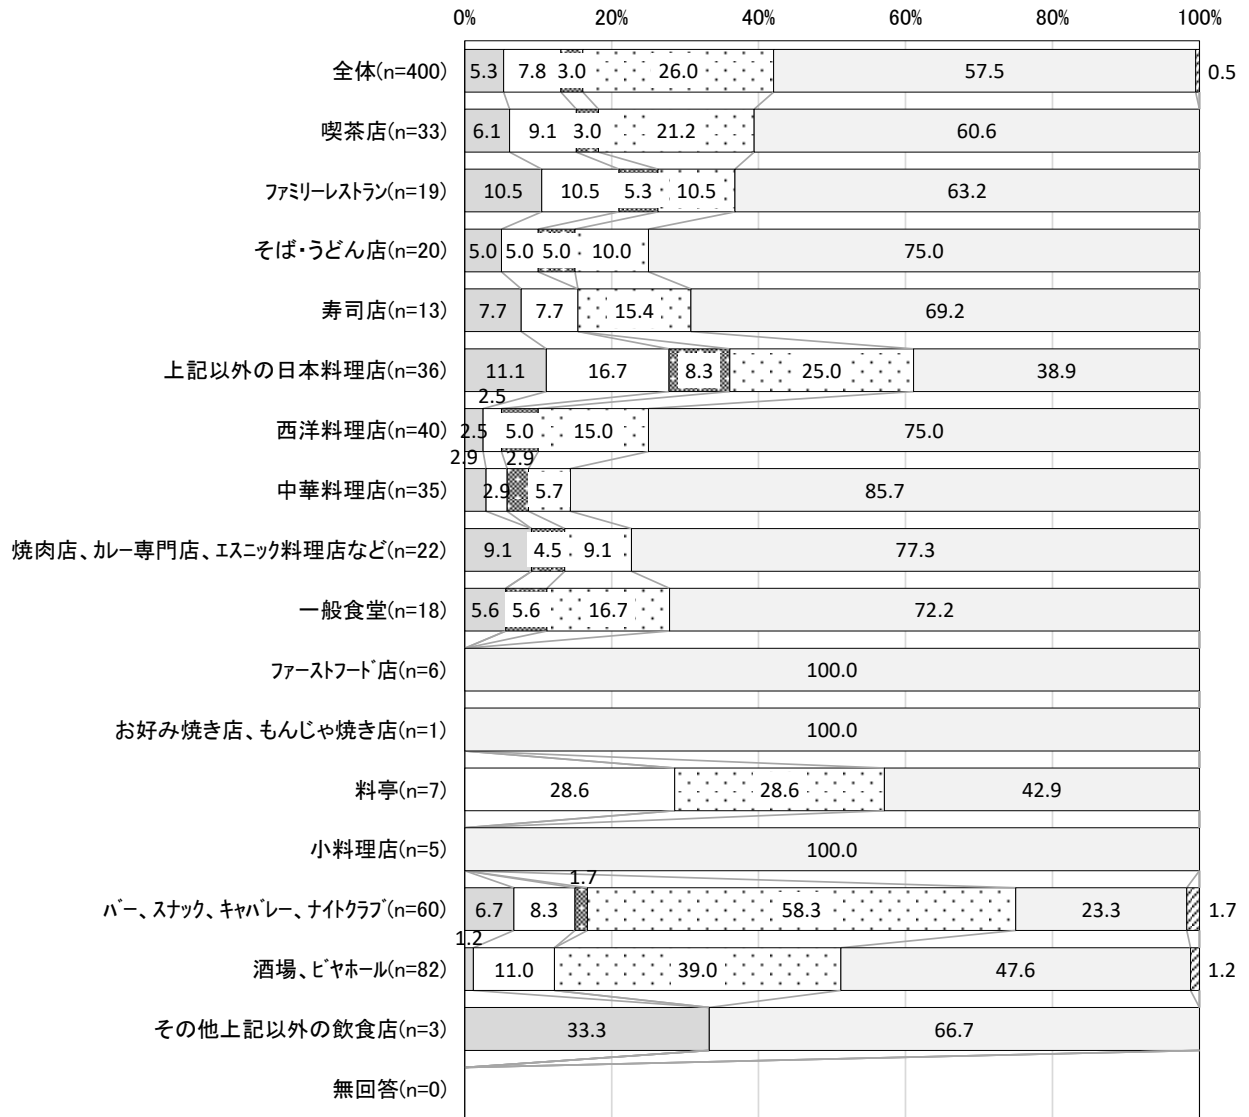 0% 20% 40% 60% 80% 100%
全体(n=400) 5.3 7.8 3.0 26.0 57.5 0.5
喫茶店(n=33) 6.1 9.1 3.0 21.2 60.6
ﾌｧﾐﾘｰﾚｽﾄﾗﾝ(n=19) 10.5 10.5 5.3 10.5 63.2
そば・うどん店(n=20) 5.0 5.0 5.0 10.0 75.0
寿司店(n=13) 7.7 7.7 15.4 69.2
上記以外の日本料理店(n=36) 11.1 16.7 8.3 25.0 38.9
2.5
西洋料理店(n=40) 2.5 5.0 15.0 75.0
2.9 2.9
中華料理店(n=35) 2.9 5.7 85.7
焼肉店、ｶﾚｰ専門店、ｴｽﾆｯｸ料理店など(n=22) 9.1 4.5 9.1 77.3
一般食堂(n=18) 5.6 5.6 16.7 72.2
ﾌｧｰｽﾄﾌｰﾄﾞ店(n=6) 100.0
お好み焼き店、もんじゃ焼き店(n=1) 100.0
料亭(n=7) 28.6 28.6 42.9
小料理店(n=5) 100.0
1.7
ﾊﾞｰ、ｽﾅｯｸ、ｷｬﾊﾞﾚｰ、ﾅｲﾄｸﾗﾌﾞ(n=60) 6.7 8.3 58.3 23.3 1.7
1.2
酒場、ﾋﾞﾔﾎｰﾙ(n=82) 11.0 39.0 47.6 1.2
その他上記以外の飲食店(n=3) 33.3 66.7
無回答(n=0)